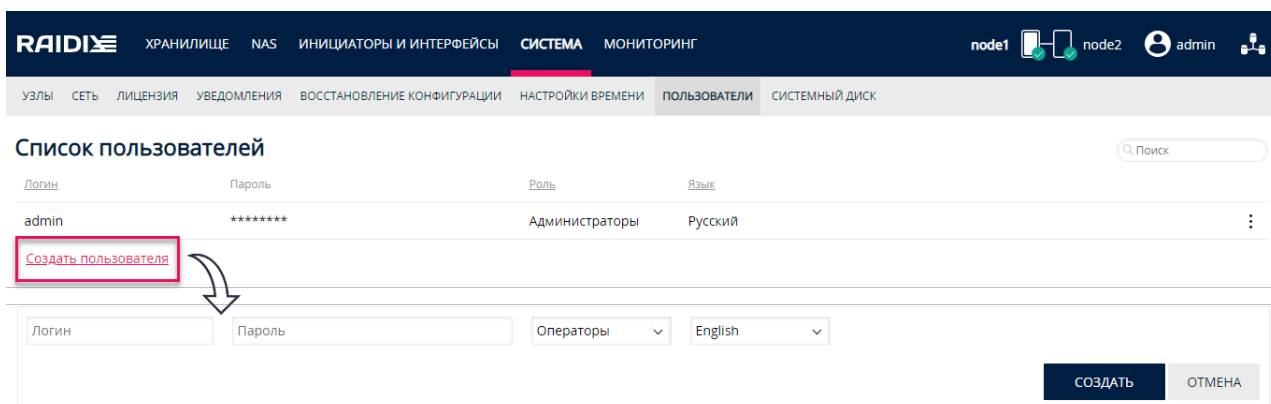 RAIDIX ХРАНИЛИЩЕ NAS ИНИЦИАТОРЫ И ИНТЕРФЕЙСЫ СИСТЕМА МОНИТОРИНГ node1 node2 admin
УЗЛЫ СЕТЬ ЛИЦЕНЗИЯ УВЕДОМЛЕНИЯ ВОССТАНОВЛЕНИЕ КОНФИГУРАЦИИ НАСТРОЙКИ ВРЕМЕНИ ПОЛЬЗОВАТЕЛИ СИСТЕМНЫЙ ДИСК
Список пользователей Поиск
Логин Пароль Роль Язык
admin ******** Администраторы Русский
Создать пользователя
Логин Пароль Операторы English
СОЗДАТЬ ОТМЕНА